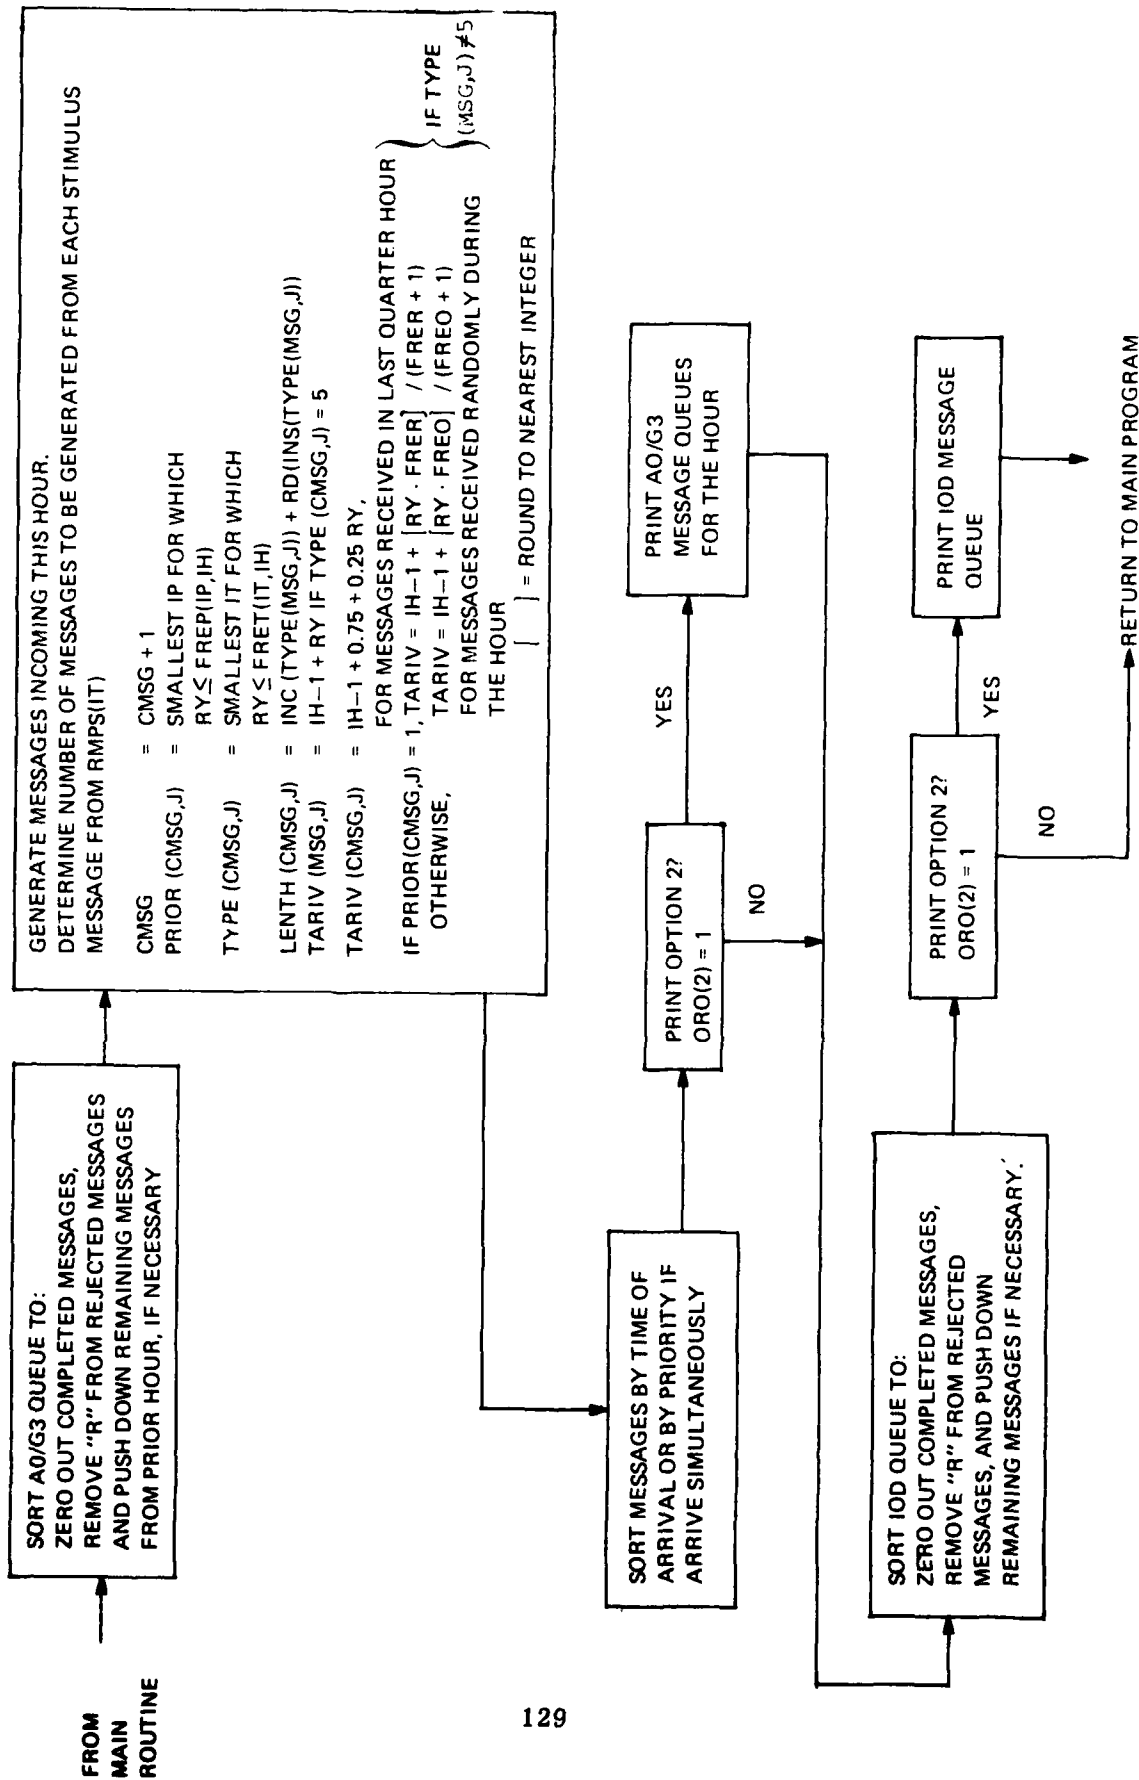 FROM
MAIN
ROUTINE
SORT A0/G3 QUEUE TO:
ZERO OUT COMPLETED MESSAGES,
REMOVE "R" FROM REJECTED MESSAGES
AND PUSH DOWN REMAINING MESSAGES
FROM PRIOR HOUR, IF NECESSARY
GENERATE MESSAGES INCOMING THIS HOUR.
DETERMINE NUMBER OF MESSAGES TO BE GENERATED FROM EACH STIMULUS
MESSAGE FROM RMPS(IT)
CMSG = CMSG + 1
PRIOR (CMSG,J) = SMALLEST IP FOR WHICH
RY ≤ FREP(IP,IH)
TYPE (CMSG,J) = SMALLEST IT FOR WHICH
RY ≤ FRET(IT,IH)
LENTH (CMSG,J) = INC (TYPE(MSG,J)) + RD(INS(TYPE(MSG,J))
TARIV (MSG,J) = IH-1 + RY IF TYPE (CMSG,J) = 5
TARIV (CMSG,J) = IH-1 + 0.75 + 0.25 RY,
FOR MESSAGES RECEIVED IN LAST QUARTER HOUR
IF PRIOR(CMSG,J) = 1, TARIV = IH-1 + [RY · FRER] / (FRER + 1)
OTHERWISE, TARIV = IH-1 + [RY · FREO] / (FREO + 1)
FOR MESSAGES RECEIVED RANDOMLY DURING
THE HOUR
IF TYPE
(MSG,J) ≠ 5
[ ] = ROUND TO NEAREST INTEGER
SORT MESSAGES BY TIME OF
ARRIVAL OR BY PRIORITY IF
ARRIVE SIMULTANEOUSLY
PRINT OPTION 2?
ORO(2) = 1
YES
NO
PRINT AO/G3
MESSAGE QUEUES
FOR THE HOUR
SORT IOD QUEUE TO:
ZERO OUT COMPLETED MESSAGES,
REMOVE "R" FROM REJECTED
MESSAGES, AND PUSH DOWN
REMAINING MESSAGES IF NECESSARY.
PRINT OPTION 2?
ORO(2) = 1
YES
NO
PRINT IOD MESSAGE
QUEUE
RETURN TO MAIN PROGRAM
129